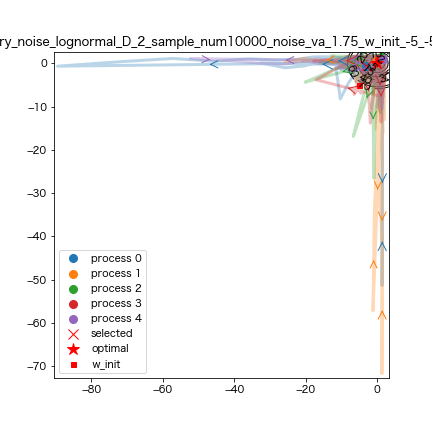 ry_noise_lognormal_D_2_sample_num10000_noise_va_1.75_w_init_-5_-5
0
−10
−20
−30
−40
−50
−60
−70
−80
−60
−40
−20
0
process 0
process 1
process 2
process 3
process 4
selected
optimal
w_init